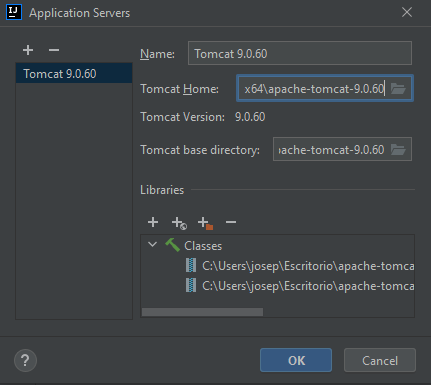 Application Servers
Name: Tomcat 9.0.60
Tomcat 9.0.60
Tomcat Home: x64\apache-tomcat-9.0.60
Tomcat Version: 9.0.60
Tomcat base directory: apache-tomcat-9.0.60
Libraries
Classes
C:\Users\josep\Escritorio\apache-tomca
C:\Users\josep\Escritorio\apache-tomca
? OK Cancel